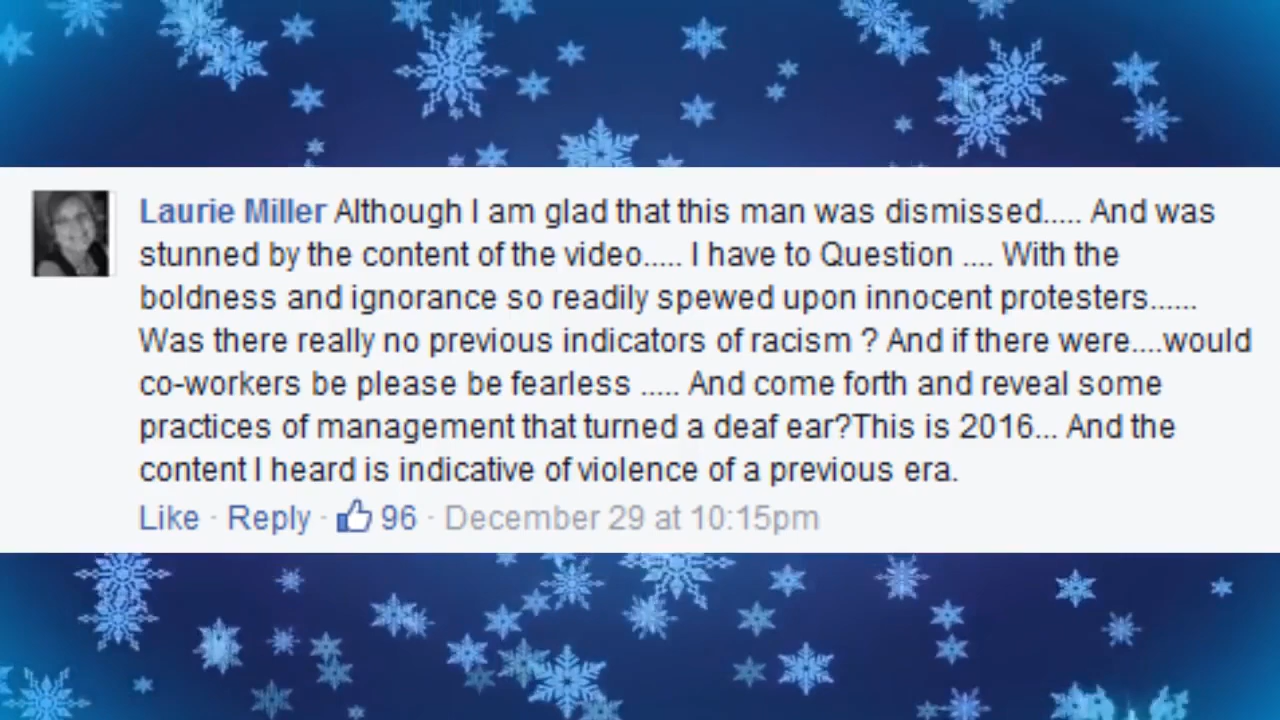 Laurie Miller Although I am glad that this man was dismissed..... And was
stunned by the content of the video..... I have to Question .... With the
boldness and ignorance so readily spewed upon innocent protesters......
Was there really no previous indicators of racism ? And if there were....would
co-workers be please be fearless ..... And come forth and reveal some
practices of management that turned a deaf ear?This is 2016... And the
content I heard is indicative of violence of a previous era.
Like · Reply · 96 · December 29 at 10:15pm